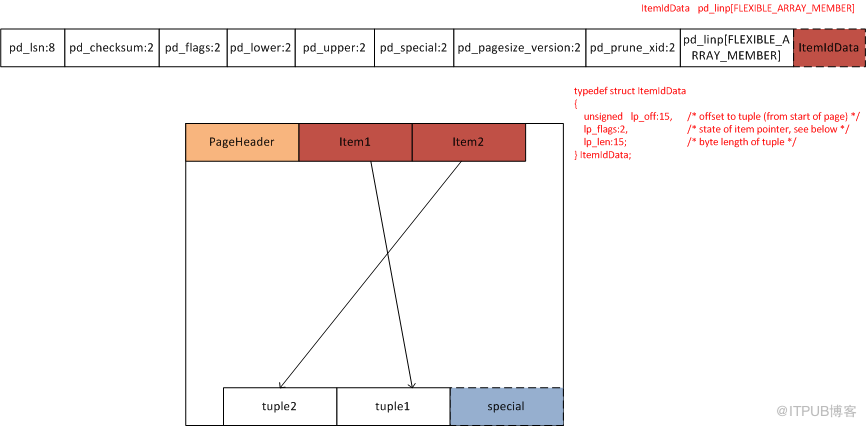 ItemIdData pd_linp[FLEXIBLE_ARRAY_MEMBER]
pd_lsn:8
pd_checksum:2
pd_flags:2
pd_lower:2
pd_upper:2
pd_special:2
pd_pagesize_version:2
pd_prune_xid:2
pd_linp[FLEXIBLE_A
RRAY_MEMBER]
ItemIdData
typedef struct ItemIdData
{
unsigned lp_off:15, /* offset to tuple (from start of page) */
lp_flags:2, /* state of item pointer, see below */
lp_len:15; /* byte length of tuple */
} ItemIdData;
PageHeader
Item1
Item2
tuple2
tuple1
special
@ITPUB博客